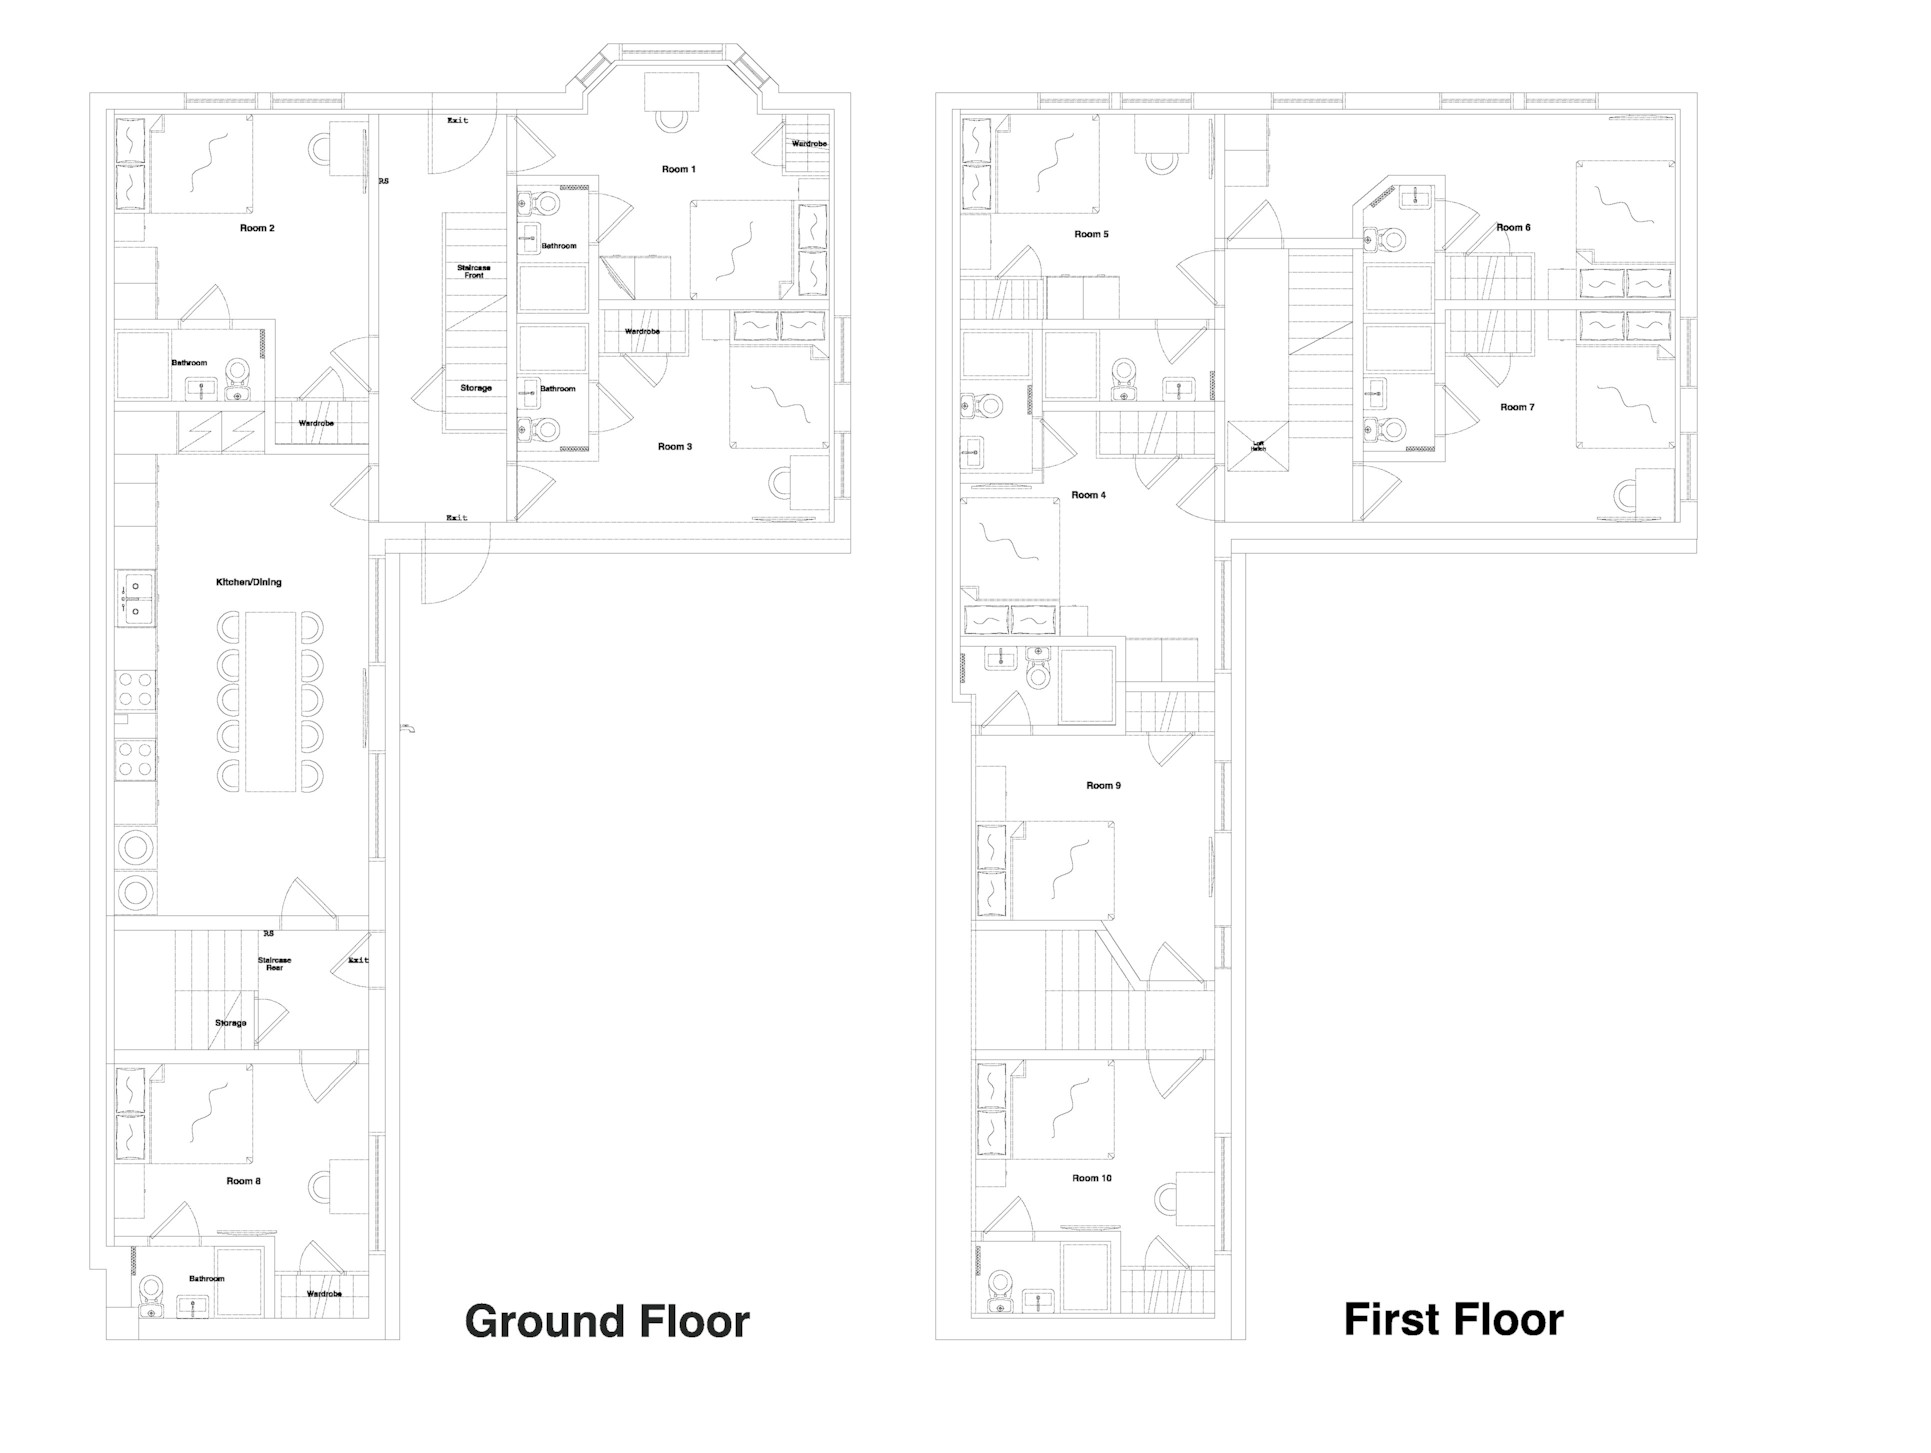 Exit
Room 1
Wardrobe
RS
Room 2
Bathroom
Staircase
Front
Wardrobe
Bathroom
Storage
Bathroom
Wardrobe
Room 3
Exit
Kitchen/Dining
RS
Staircase
Rear
Exit
Storage
Room 8
Bathroom
Wardrobe
Ground Floor
Room 5
Room 6
Room 7
Loft
Hatch
Room 4
Room 9
Room 10
First Floor